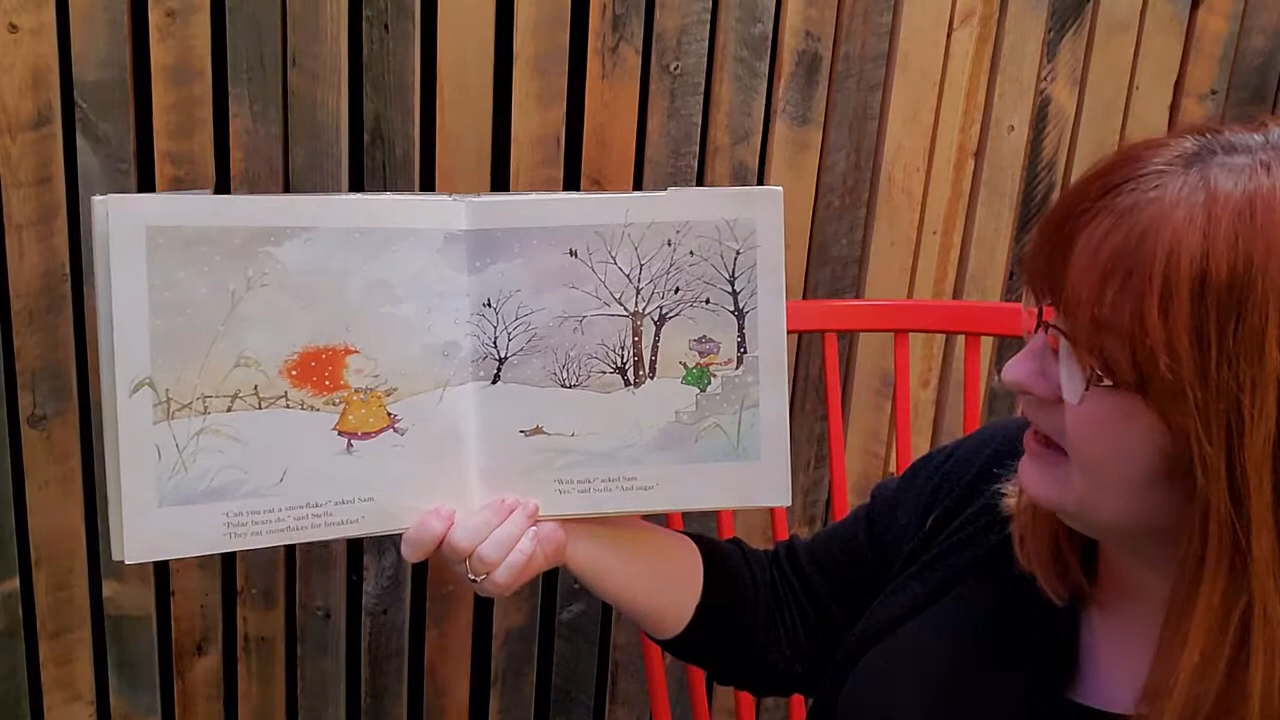 "Can you eat a snowflake?" asked Sam.
"Polar bears do," said Stella.
"They eat snowflakes for breakfast."
"With milk?" asked Sam.
"Yes," said Stella. "And sugar."